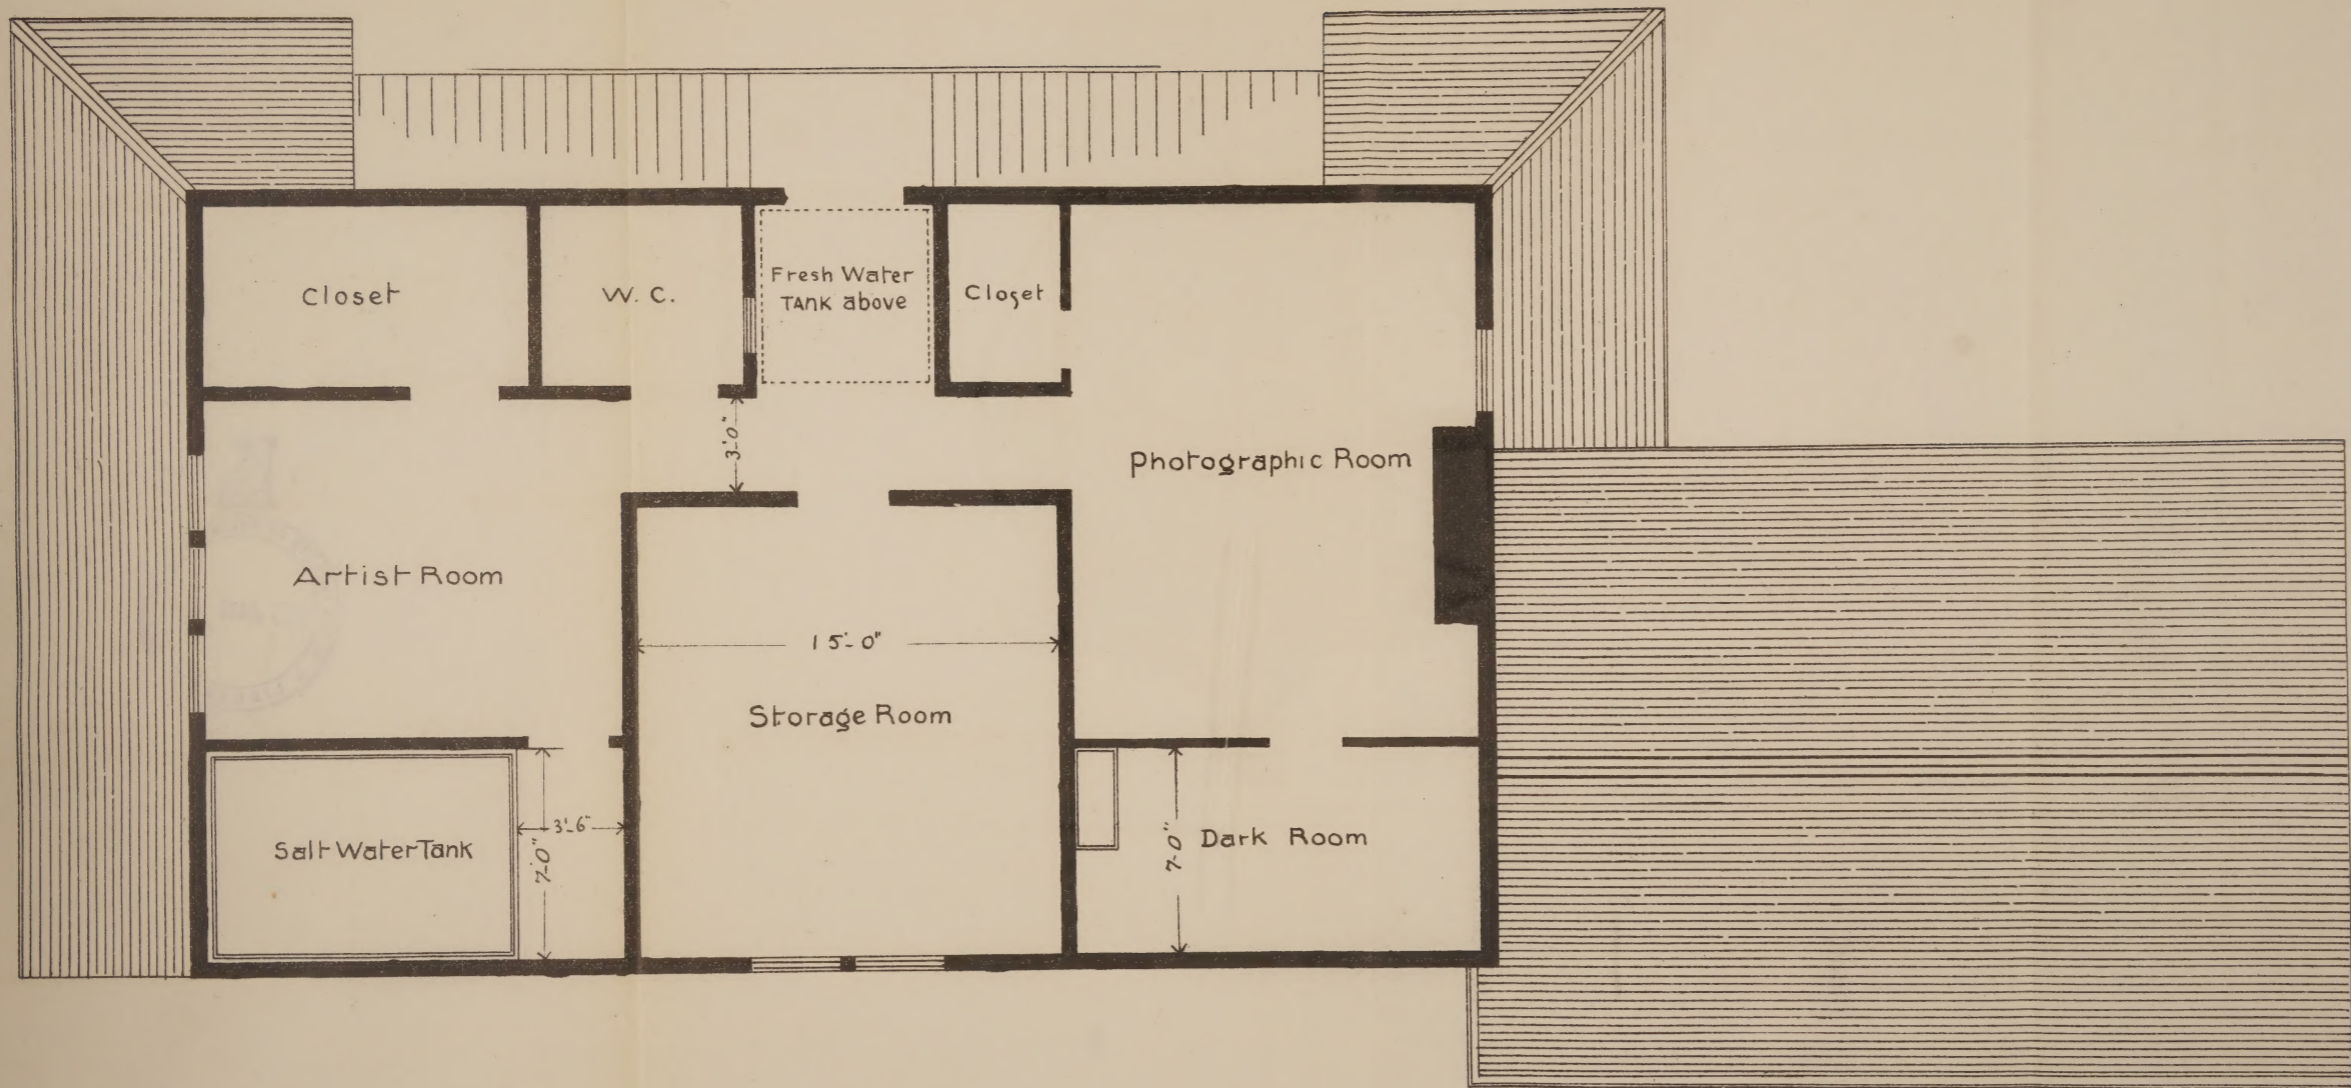 Closet
W. C.
Fresh Water
TANK above
Closet
3'-0"
Photographic Room
Artist Room
15'-0"
Storage Room
Salt Water Tank
3'-6"
7'-0"
7-0"
Dark Room